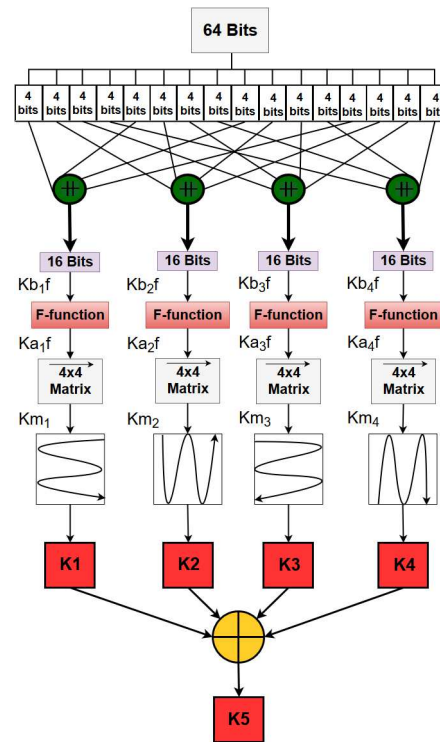 64 Bits
4 4 4 4 4 4 4 4 4 4 4 4 4 4 4 4
bits bits bits bits bits bits bits bits bits bits bits bits bits bits bits bits
16 Bits 16 Bits 16 Bits 16 Bits
Kb₁f Kb₂f Kb₃f Kb₄f
F-function F-function F-function F-function
Ka₁f Ka₂f Ka₃f Ka₄f
4x4 4x4 4x4 4x4
Matrix Matrix Matrix Matrix
Km₁ Km₂ Km₃ Km₄
K1 K2 K3 K4
K5